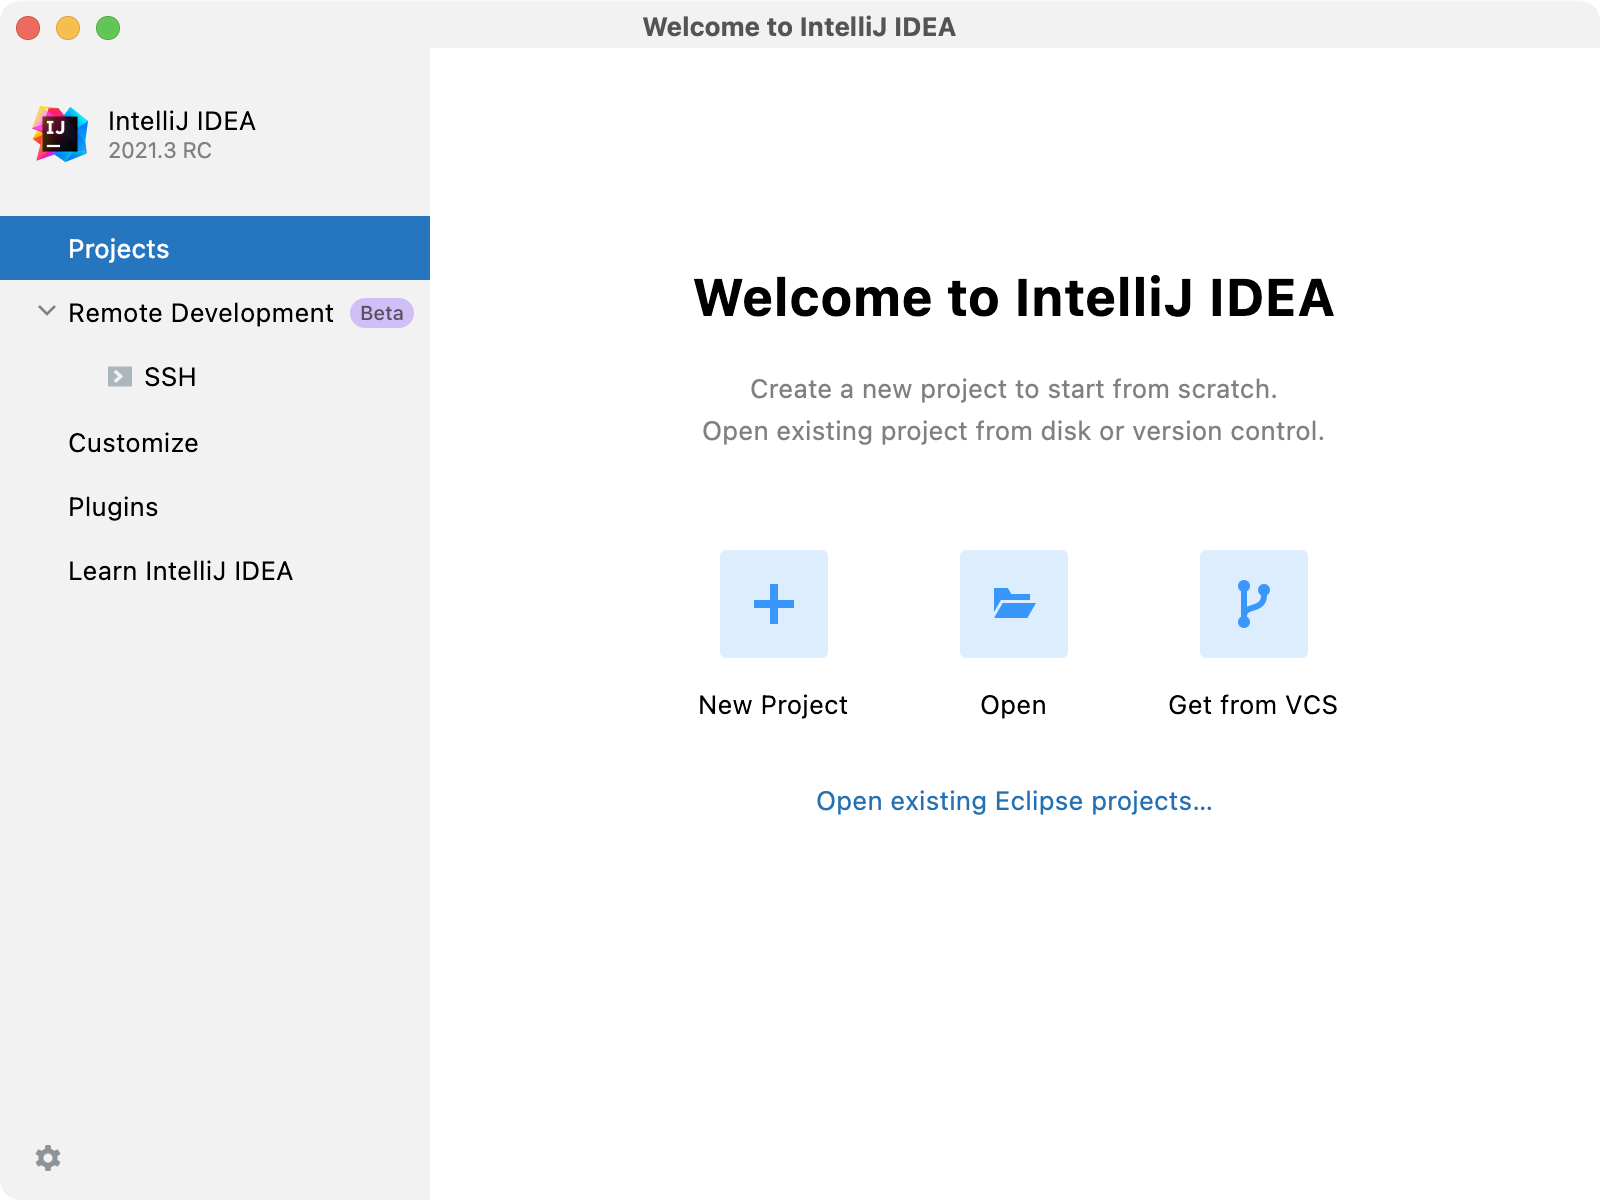 Welcome to IntelliJ IDEA
IJ
IntelliJ IDEA
2021.3 RC
Projects
Remote Development Beta
SSH
Customize
Plugins
Learn IntelliJ IDEA
Welcome to IntelliJ IDEA
Create a new project to start from scratch.
Open existing project from disk or version control.
New Project
Open
Get from VCS
Open existing Eclipse projects...